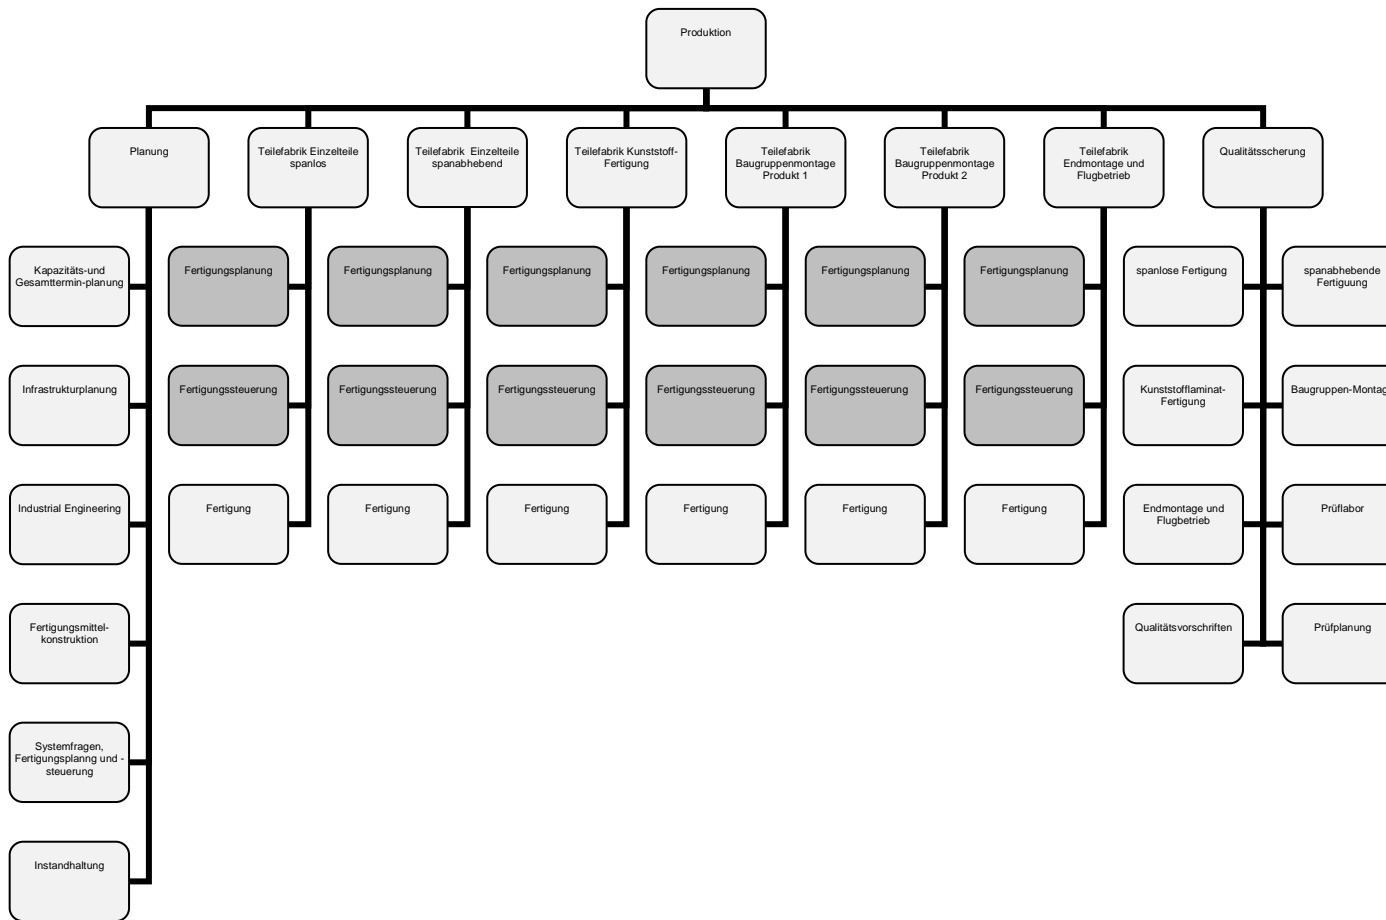 Produktion
Planung
Teilefabrik Einzelteile
spanlos
Teilefabrik Einzelteile
spanabhebend
Teilefabrik Kunststoff-
Fertigung
Teilefabrik
Baugruppenmontage
Produkt 1
Teilefabrik
Baugruppenmontage
Produkt 2
Teilefabrik
Endmontage und
Flugbetrieb
Qualitätsscherung
Kapazitäts-und
Gesamttermin-planung
Fertigungsplanung
Fertigungsplanung
Fertigungsplanung
Fertigungsplanung
Fertigungsplanung
Fertigungsplanung
spanlose Fertigung
spanabhebende
Fertiguung
Infrastrukturplanung
Fertigungssteuerung
Fertigungssteuerung
Fertigungssteuerung
Fertigungssteuerung
Fertigungssteuerung
Fertigungssteuerung
Kunststofflaminat-
Fertigung
Baugruppen-Montag
Industrial Engineering
Fertigung
Fertigung
Fertigung
Fertigung
Fertigung
Fertigung
Endmontage und
Flugbetrieb
Prüflabor
Fertigungsmittel-
konstruktion
Qualitätsvorschriften
Prüfplanung
Systemfragen,
Fertigungsplanng und -
steuerung
Instandhaltung